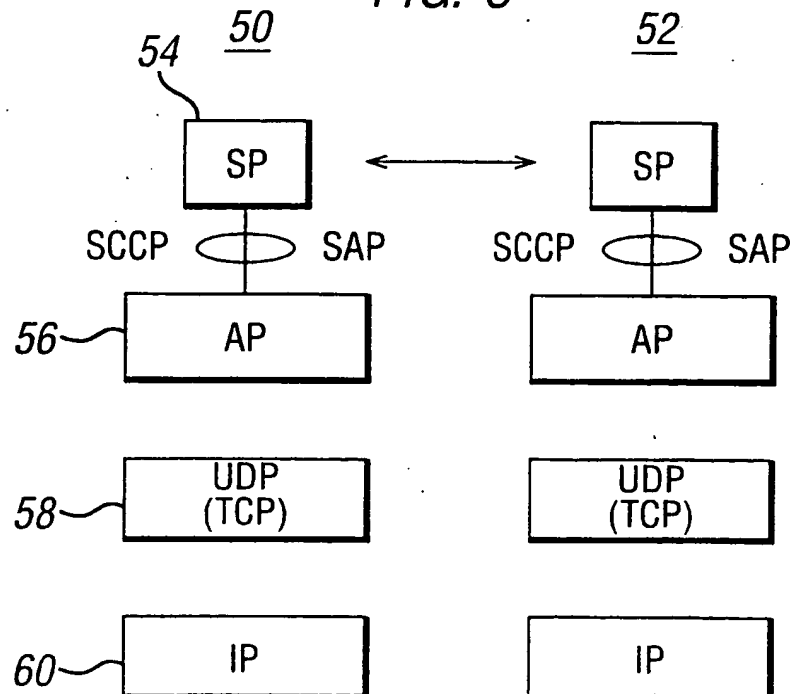 50 52
54
SP SP
SCCP SAP SCCP SAP
56 AP AP
58 UDP (TCP) UDP (TCP)
60 IP IP